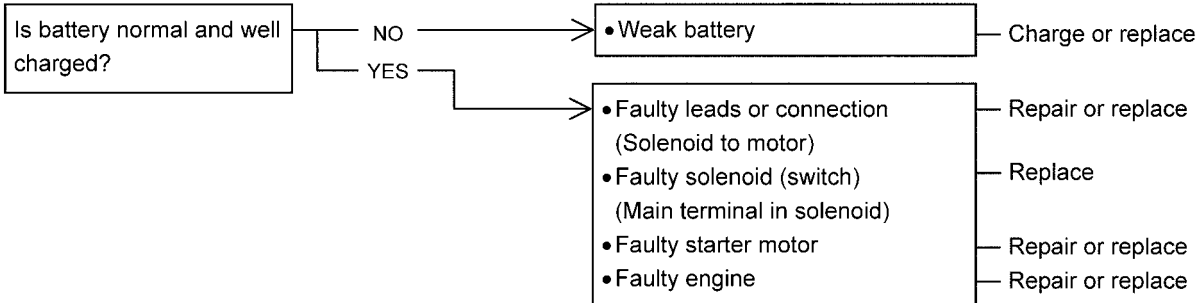 Is battery normal and well
charged?
NO
• Weak battery
Charge or replace
YES
• Faulty leads or connection
(Solenoid to motor)
Repair or replace
• Faulty solenoid (switch)
(Main terminal in solenoid)
Replace
• Faulty starter motor
Repair or replace
• Faulty engine
Repair or replace